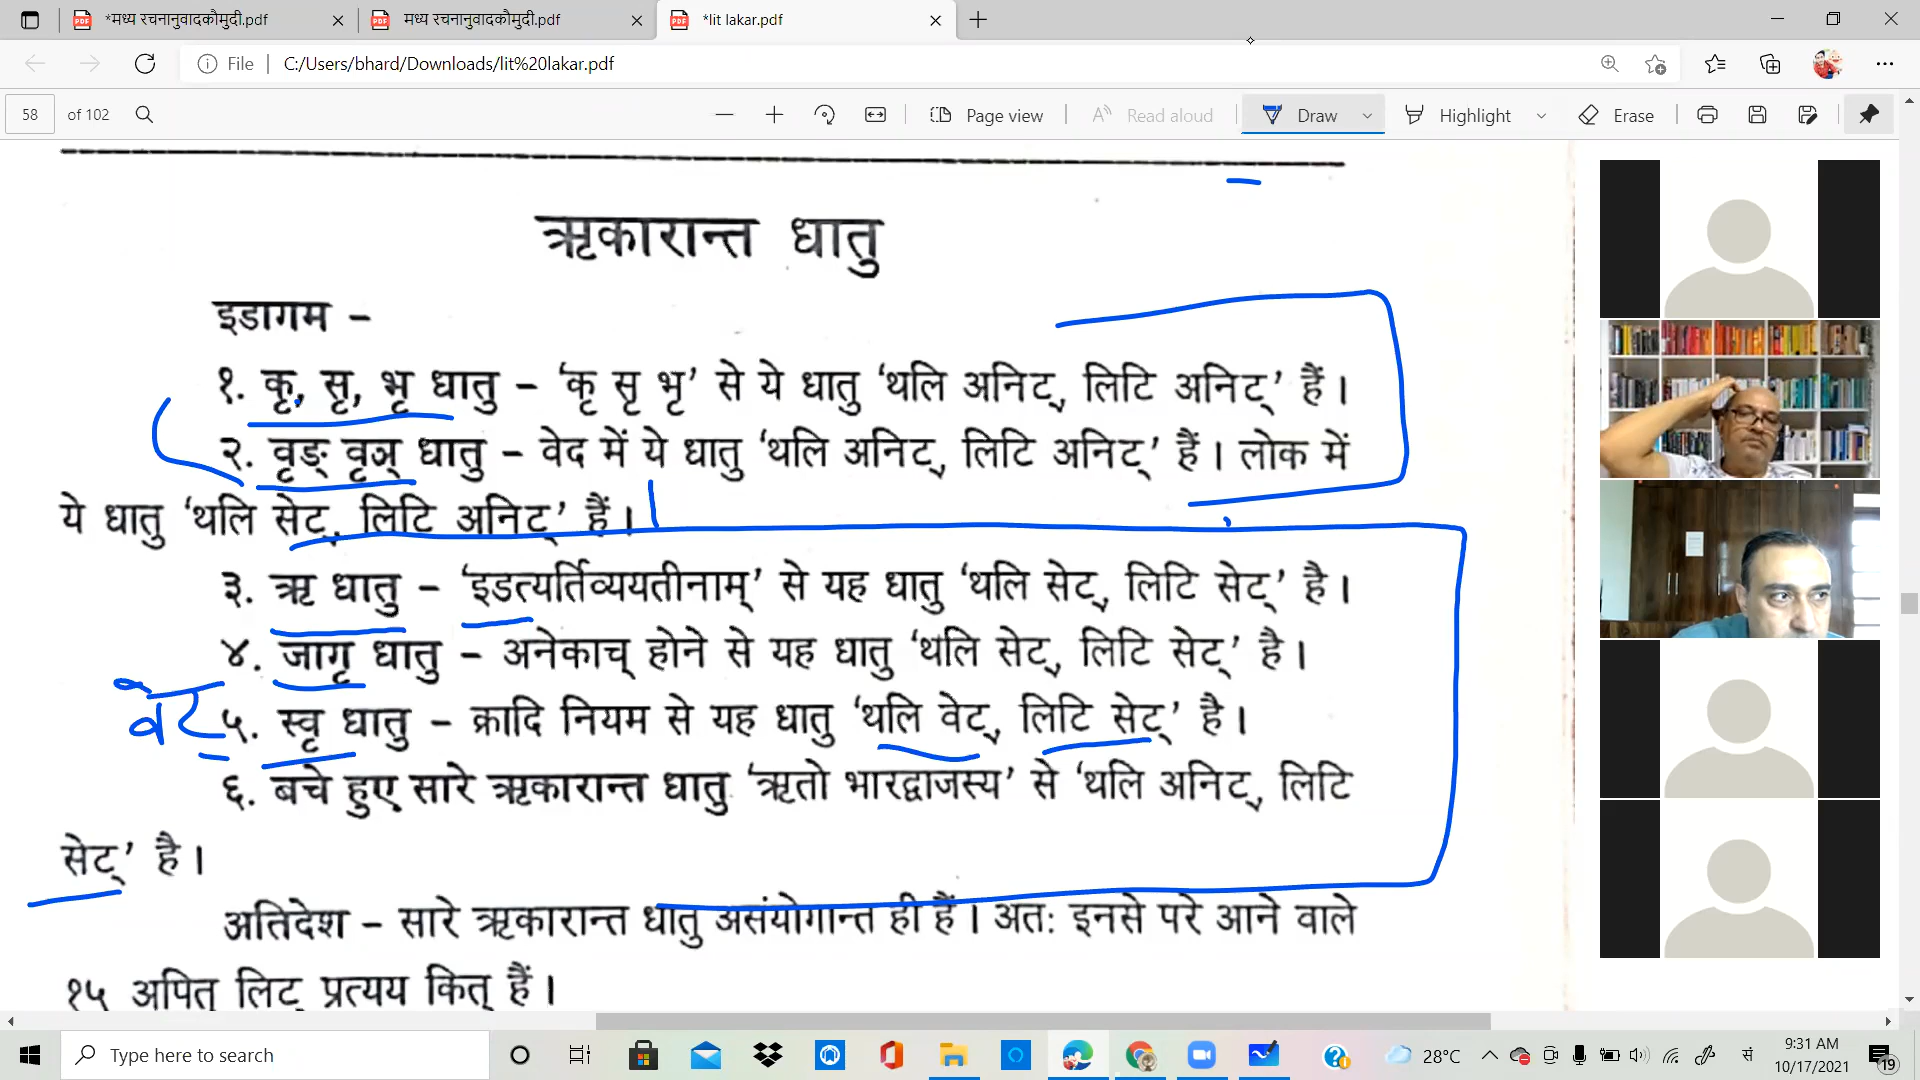 *मध्य रचनानुवादकौमुदी.pdf
मध्य रचनानुवादकौमुदी.pdf
*lit lakar.pdf
File
C:/Users/bhard/Downloads/lit%20lakar.pdf
58 of 102
Page view
Read aloud
Draw
Highlight
Erase
ऋकारान्त धातु
इडागम –
१. कृ, सृ, भृ धातु – ‘कृ सृ भृ’ से ये धातु ‘थलि अनिट्, लिटि अनिट्’ हैं।
२. वृङ् वृञ् धातु – वेद में ये धातु ‘थलि अनिट्, लिटि अनिट्’ हैं। लोक में
ये धातु ‘थलि सेट्, लिटि अनिट्’ हैं।
३. ऋ धातु – ‘इडत्यर्तिव्ययतीनाम्’ से यह धातु ‘थलि सेट्, लिटि सेट्’ है।
४. जागृ धातु – अनेकाच् होने से यह धातु ‘थलि सेट्, लिटि सेट्’ है।
५. स्वृ धातु – क्रादि नियम से यह धातु ‘थलि वेट्, लिटि सेट्’ है।
६. बचे हुए सारे ऋकारान्त धातु ‘ऋतो भारद्वाजस्य’ से ‘थलि अनिट्, लिटि
सेट्’ है।
अतिदेश – सारे ऋकारान्त धातु असंयोगान्त ही हैं। अतः इनसे परे आने वाले
१५ अपित् लिट् प्रत्यय कित् हैं।
Type here to search
28°C
सं
9:31 AM
10/17/2021
19